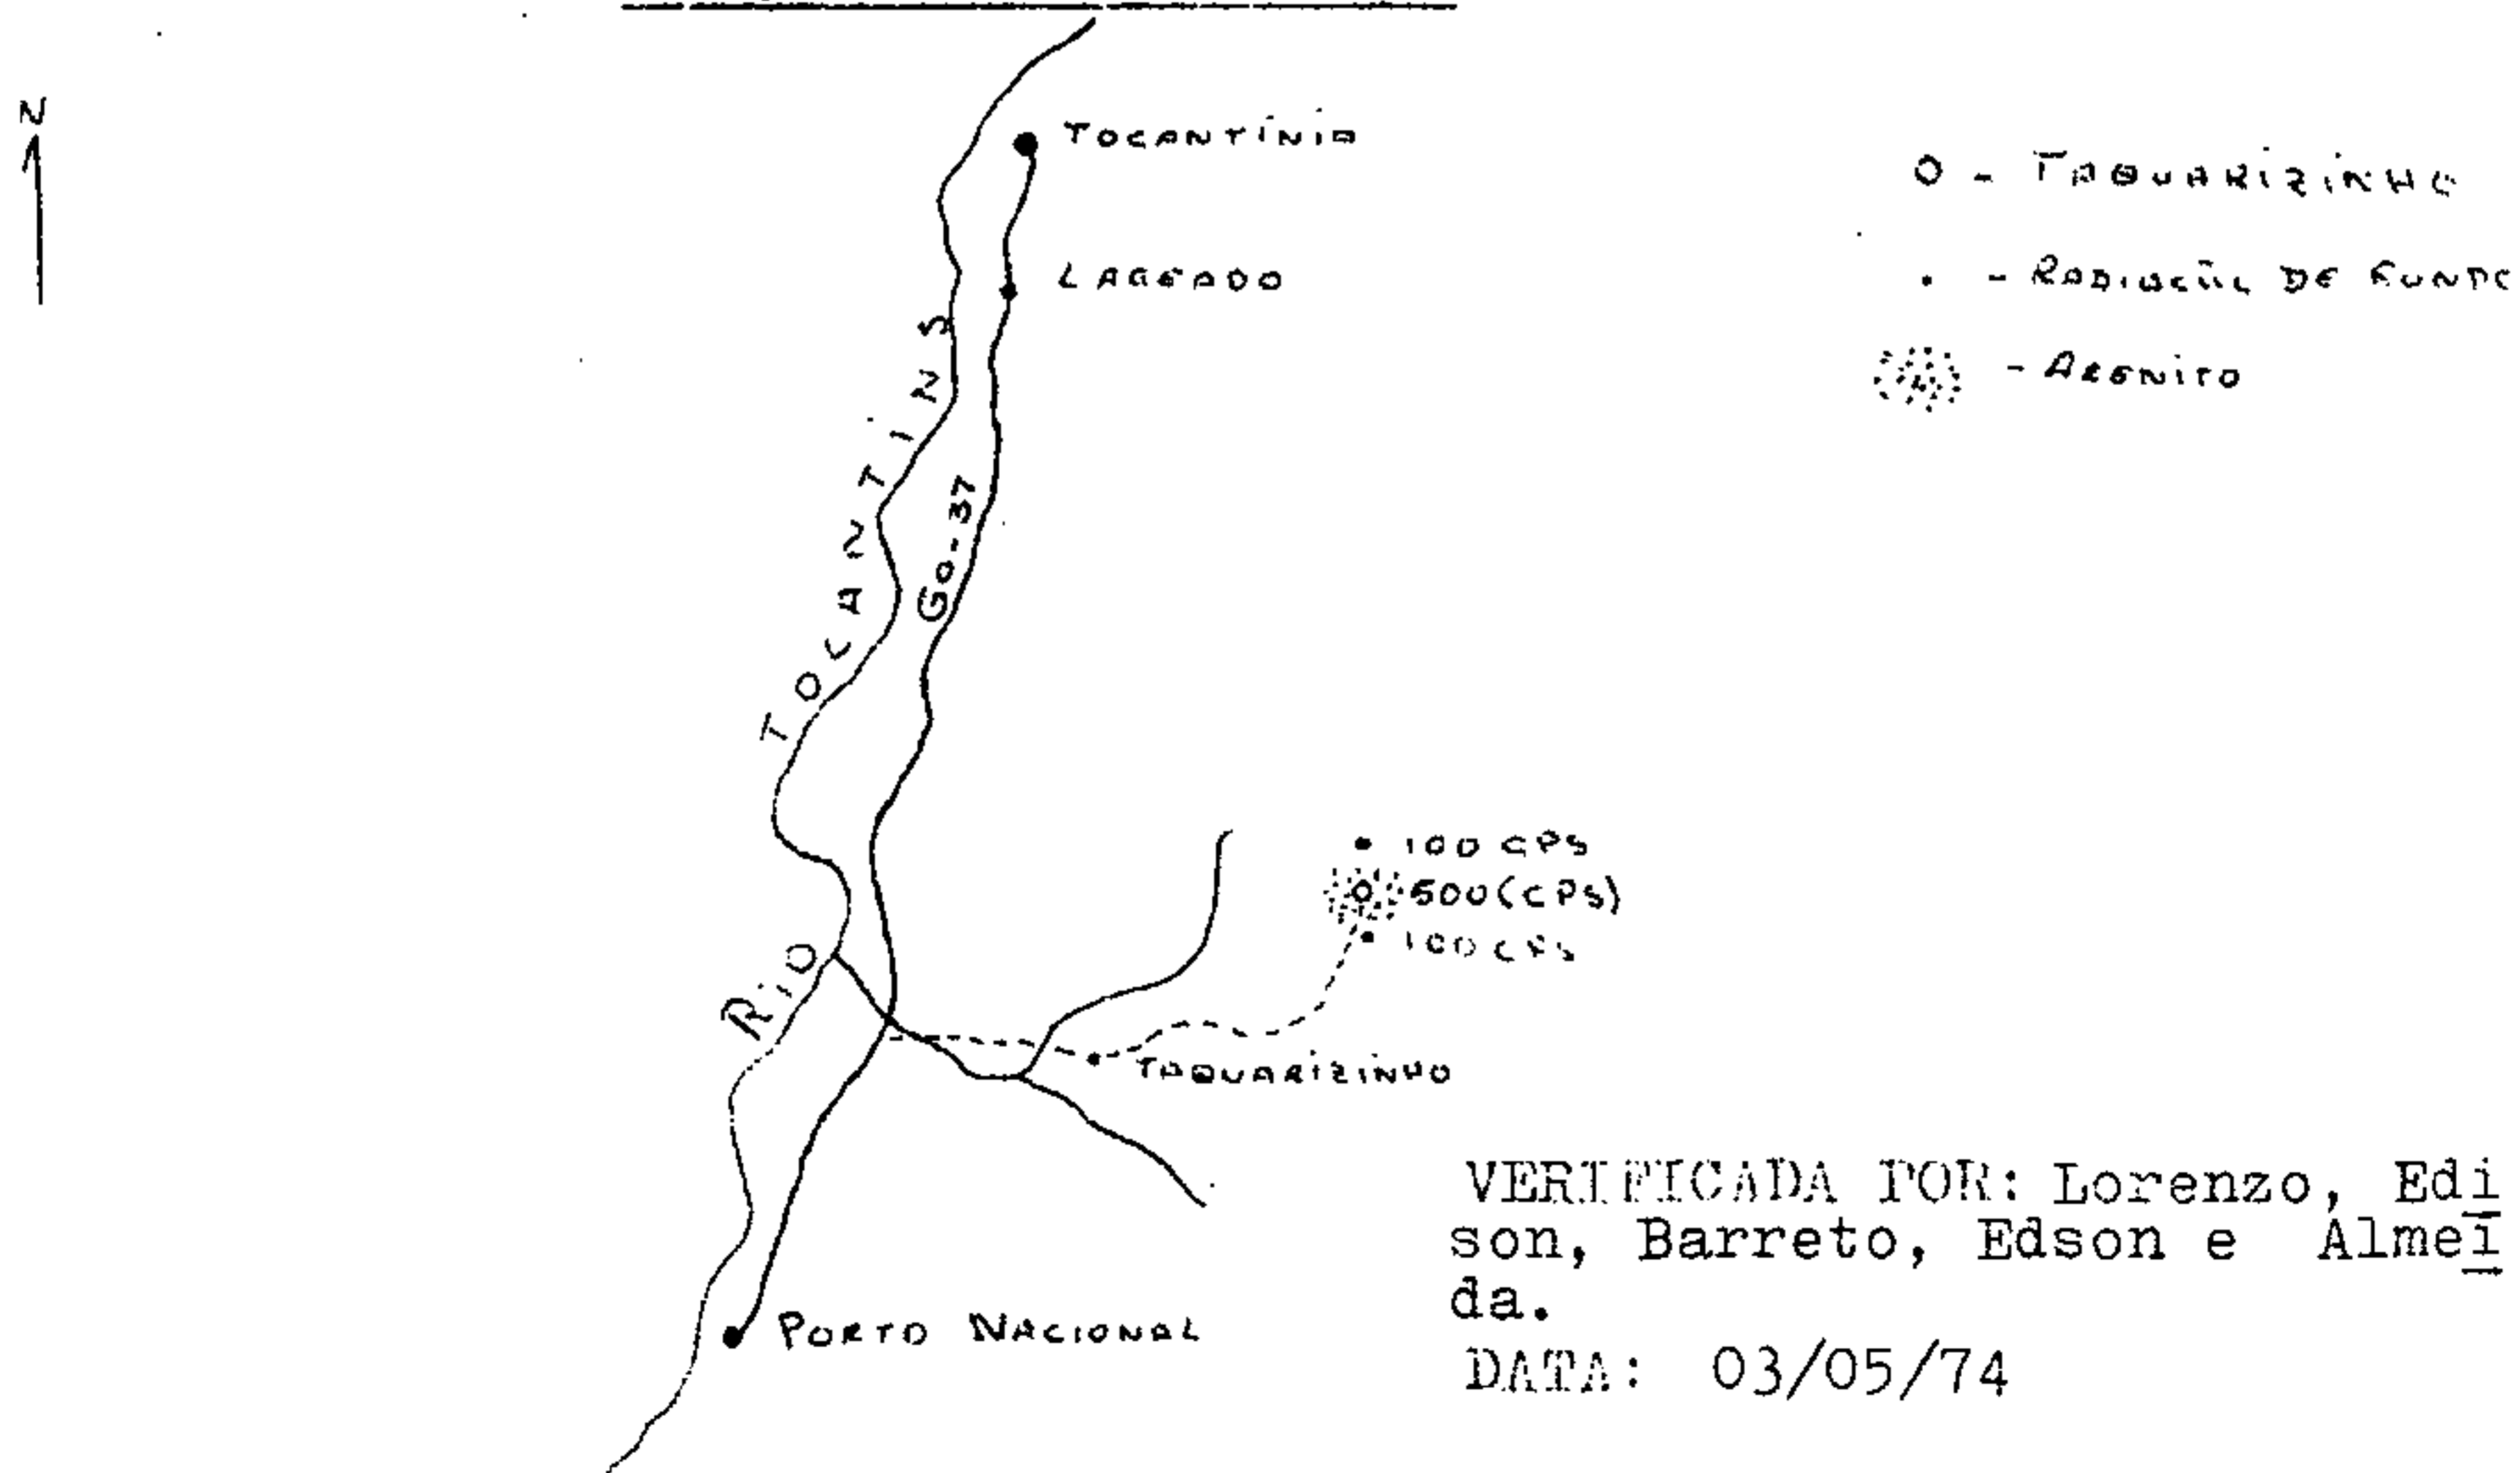 N
TOCANTÍNIA
LAGEADO
O - TAQUARIZINHO
. - RADIAÇÃO DE FUNDO
- ARENITO
RIO TOCANTINS
GO-37
100 CPS
500(CPS)
100 CPS
TAQUARIZINHO
PORTO NACIONAL
VERIFICADA POR: Lorenzo, Edi
son, Barreto, Edson e Almei
da.
DATA: 03/05/74